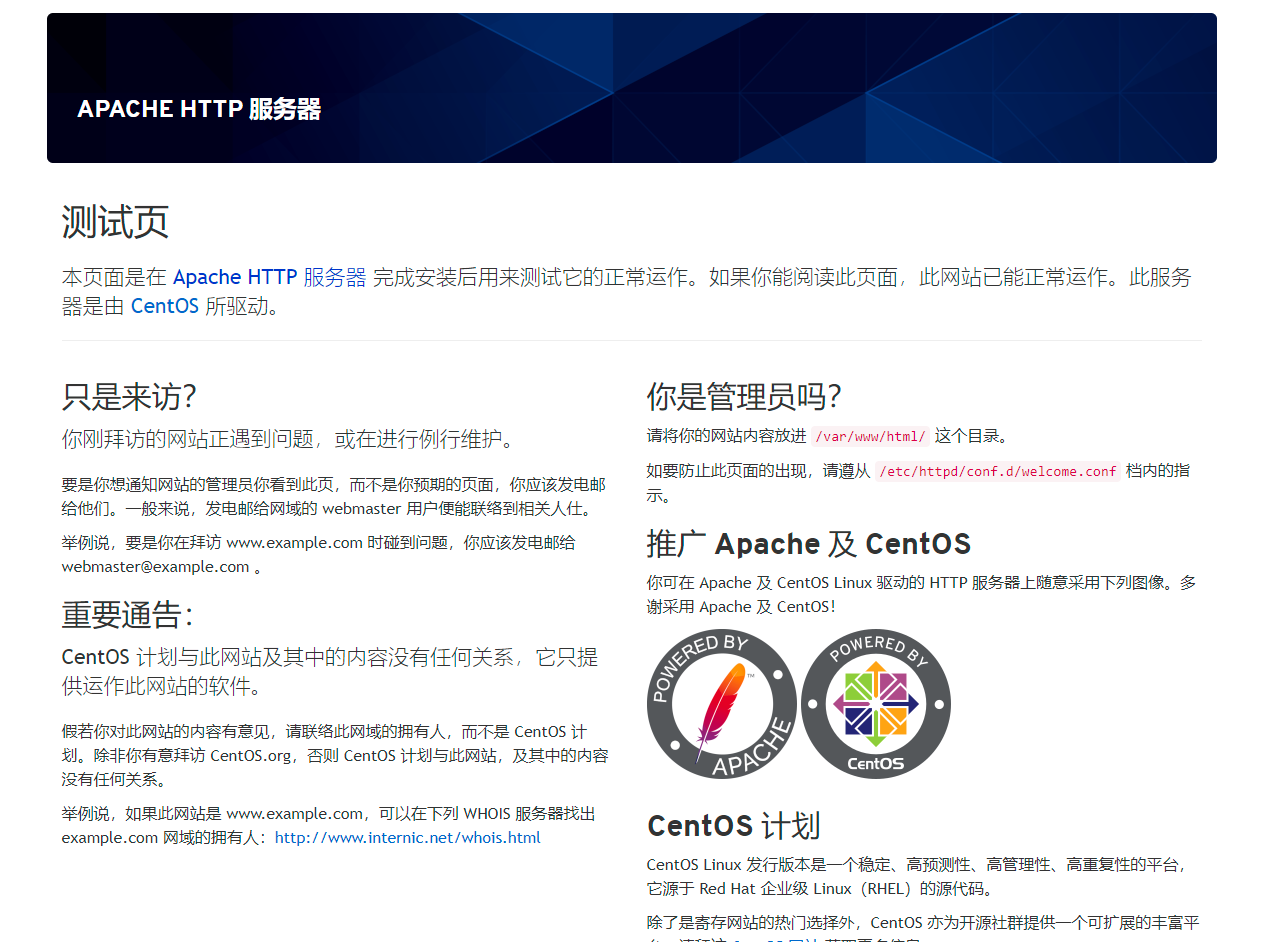 APACHE HTTP 服务器
测试页
本页面是在 Apache HTTP 服务器 完成安装后用来测试它的正常运作。如果你能阅读此页面，此网站已能正常运作。此服务
器是由 CentOS 所驱动。
只是来访？
你刚拜访的网站正遇到问题，或在进行例行维护。
要是你想通知网站的管理员你看到此页，而不是你预期的页面，你应该发电邮
给他们。一般来说，发电邮给网域的 webmaster 用户便能联络到相关人仕。
举例说，要是你在拜访 www.example.com 时碰到问题，你应该发电邮给
webmaster@example.com 。
重要通告：
CentOS 计划与此网站及其中的内容没有任何关系，它只提
供运作此网站的软件。
假若你对此网站的内容有意见，请联络此网域的拥有人，而不是 CentOS 计
划。除非你有意拜访 CentOS.org，否则 CentOS 计划与此网站，及其中的内容
没有任何关系。
举例说，如果此网站是 www.example.com，可以在下列 WHOIS 服务器找出
example.com 网域的拥有人：http://www.internic.net/whois.html
你是管理员吗？
请将你的网站内容放进 /var/www/html/ 这个目录。
如要防止此页面的出现，请遵从 /etc/httpd/conf.d/welcome.conf 档内的指
示。
推广 Apache 及 CentOS
你可在 Apache 及 CentOS Linux 驱动的 HTTP 服务器上随意采用下列图像。多
谢采用 Apache 及 CentOS！
POWERED BY
APACHE
TM
POWERED BY
CentOS
CentOS 计划
CentOS Linux 发行版本是一个稳定、高预测性、高管理性、高重复性的平台，
它源于 Red Hat 企业级 Linux（RHEL）的源代码。
除了是寄存网站的热门选择外，CentOS 亦为开源社群提供一个可扩展的丰富平